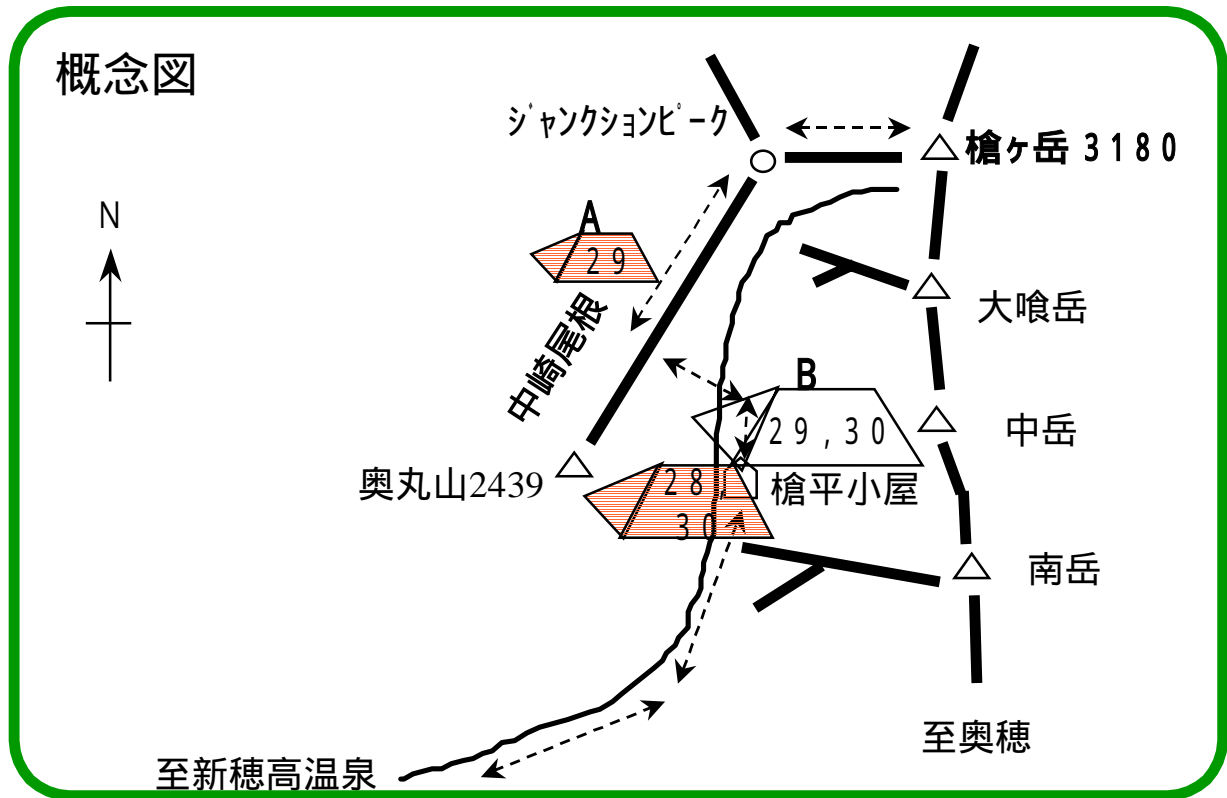 概念図
ジャンクションピーク
槍ヶ岳 3180
N
A
29
大喰岳
中崎尾根
B
29,30
中岳
奥丸山2439
28
30
槍平小屋
南岳
至奥穂
至新穂高温泉